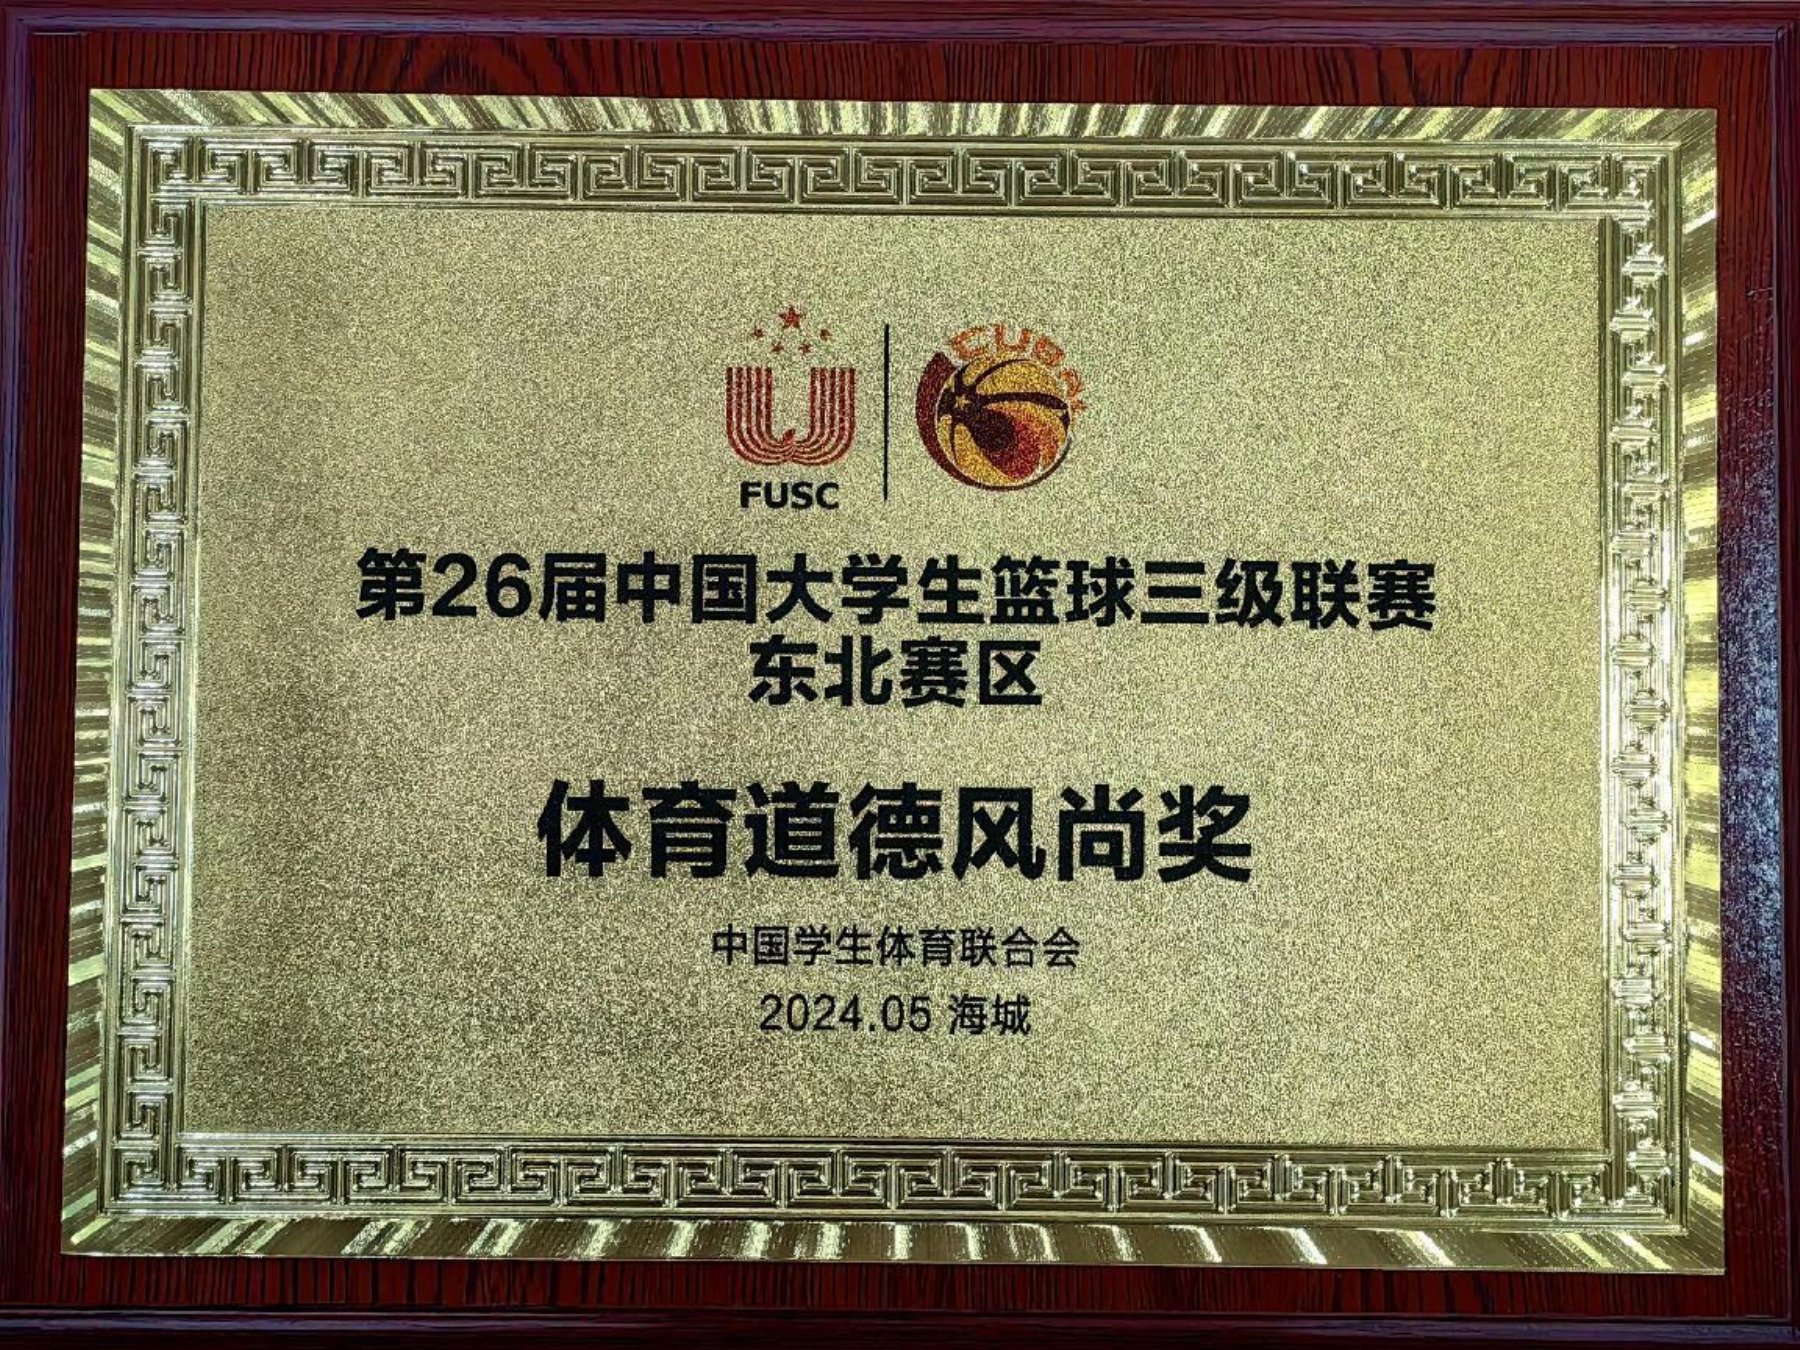 CUBAL
FUSC
第26届中国大学生篮球三级联赛
东北赛区
体育道德风尚奖
中国学生体育联合会
2024.05 海城